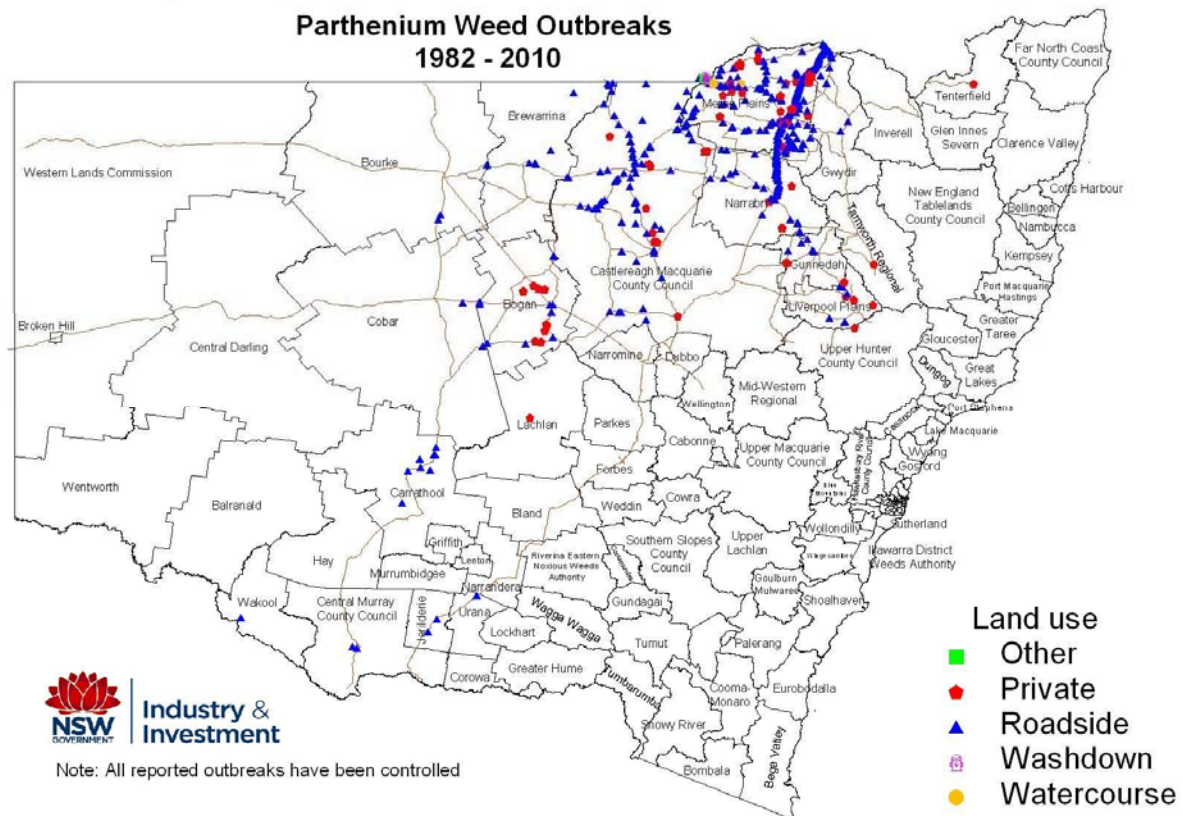 Parthenium Weed Outbreaks
1982 - 2010
Far North Coast
County Council
Tenterfield
Moree Plains
Brewarrina
Inverell
Glen Innes
Severn
Clarence Valley
Bourke
Western Lands Commission
Gwydir
New England
Tablelands
County Council
Coffs Harbour
Bellingen
Nambucca
Narrabri
Tamworth Regional
Kempsey
Castlereagh Macquarie
County Council
Gunnedah
Port Macquarie
Hastings
Bogan
Liverpool Plains
Greater
Taree
Broken Hill
Cobar
Central Darling
Upper Hunter
County Council
Gloucester
Narromine
Dubbo
Dungog
Great
Lakes
Mid-Western
Regional
Wellington
Port Stephens
Cessnock
Lake Macquarie
Lachlan
Parkes
Cabonne
Upper Macquarie
County Council
Hawkesbury River
County Council
Wyong
Gosford
Forbes
Wentworth
Carrathool
Balranald
Blue
Mountains
Bland
Weddin
Cowra
Wollondilly
Sutherland
Griffith
Southern Slopes
County
Council
Upper
Lachlan
Hay
Leeton
Riverina Eastern
Noxious Weeds
Authority
Wingecarribee
Illawarra District
Weeds Authority
Murrumbidgee
Goulburn
Mulwaree
Narrandera
Wakool
Central Murray
County Council
Jerilderie
Urana
Gundagai
Shoalhaven
Wagga Wagga
Lockhart
Tumut
Palerang
Greater Hume
Corowa
Tumbarumba
Cooma-
Monaro
Eurobodalla
Snowy River
Bega Valley
Bombala
Land use
Other
Private
Roadside
Washdown
Watercourse
NSW
GOVERNMENT
Industry &
Investment
Note: All reported outbreaks have been controlled